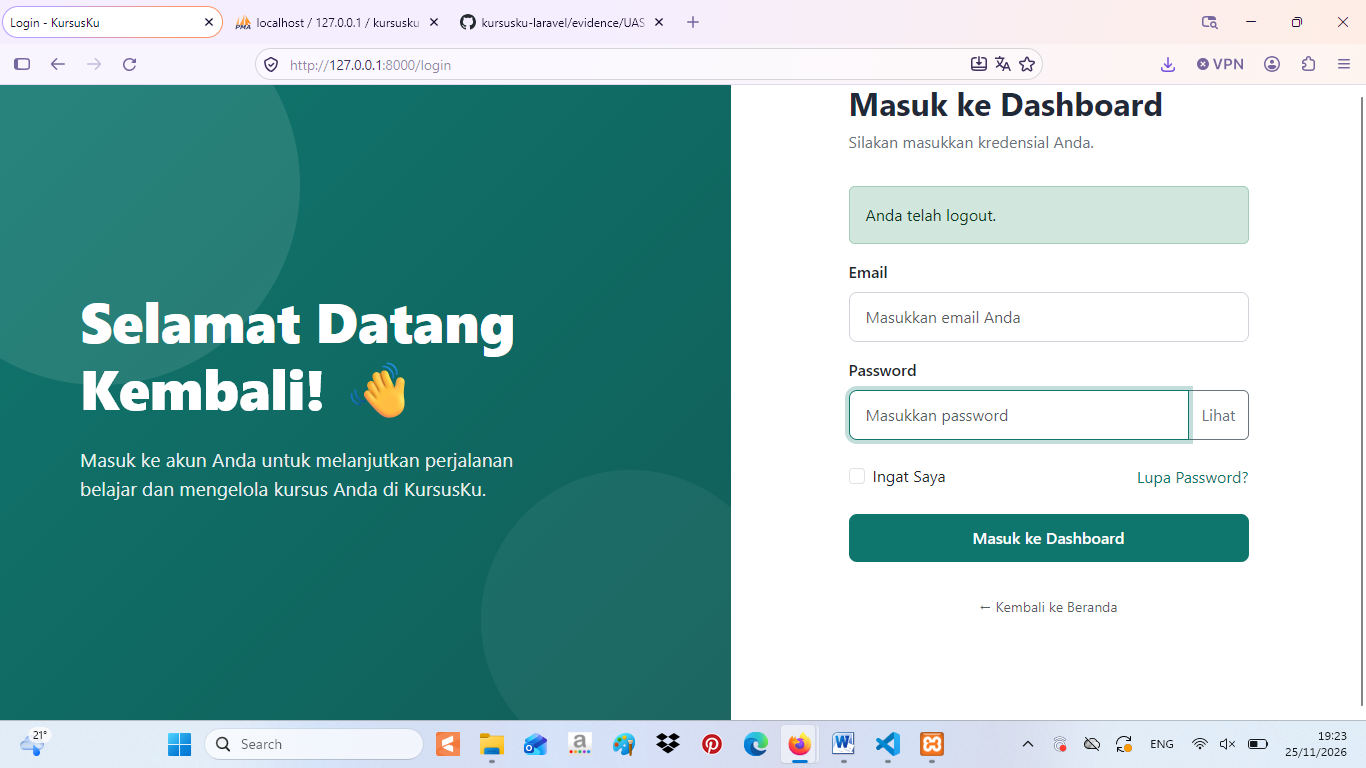 Login - KursusKu
localhost / 127.0.0.1 / kursusku
kursusku-laravel/evidence/UAS
http://127.0.0.1:8000/login
VPN
Selamat Datang
Kembali!
Masuk ke akun Anda untuk melanjutkan perjalanan
belajar dan mengelola kursus Anda di KursusKu.
Masuk ke Dashboard
Silakan masukkan kredensial Anda.
Anda telah logout.
Email
Masukkan email Anda
Password
Masukkan password
Lihat
Ingat Saya
Lupa Password?
Masuk ke Dashboard
← Kembali ke Beranda
21°
Search
ENG
19:23
25/11/2026